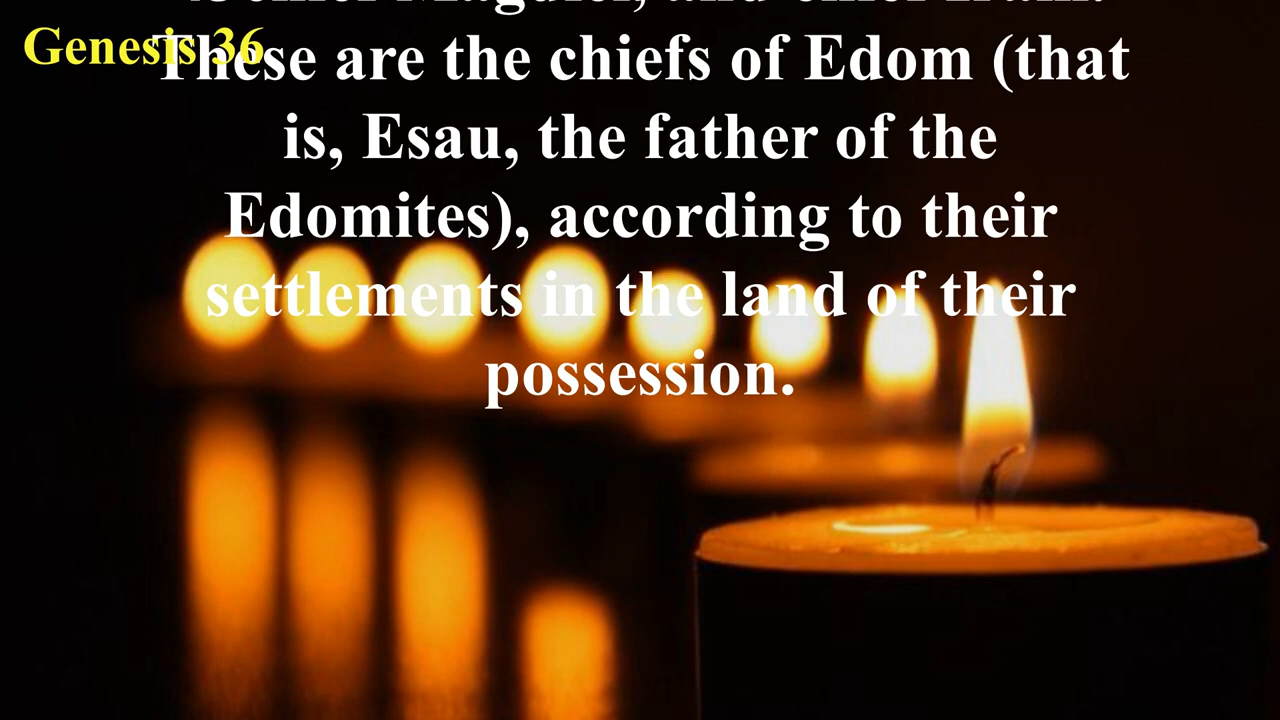 Genesis 36
These are the chiefs of Edom (that
is, Esau, the father of the
Edomites), according to their
settlements in the land of their
possession.